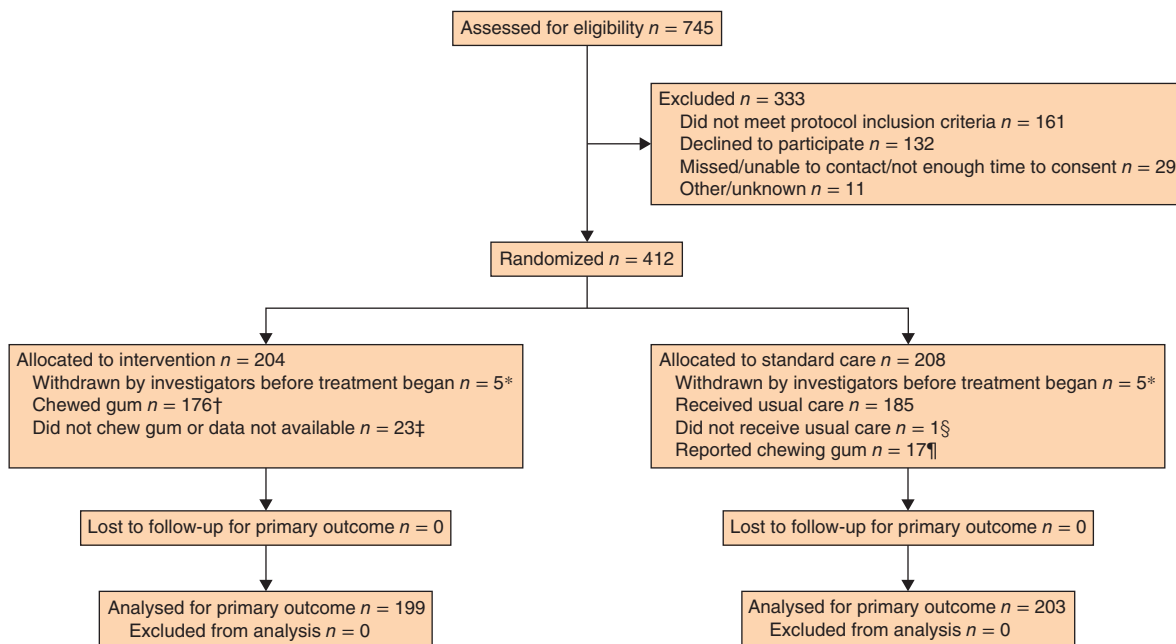 Assessed for eligibility n = 745
Excluded n = 333
Did not meet protocol inclusion criteria n = 161
Declined to participate n = 132
Missed/unable to contact/not enough time to consent n = 29
Other/unknown n = 11
Randomized n = 412
Allocated to intervention n = 204
Withdrawn by investigators before treatment began n = 5*
Chewed gum n = 176†
Did not chew gum or data not available n = 23‡
Allocated to standard care n = 208
Withdrawn by investigators before treatment began n = 5*
Received usual care n = 185
Did not receive usual care n = 1§
Reported chewing gum n = 17¶
Lost to follow-up for primary outcome n = 0
Lost to follow-up for primary outcome n = 0
Analysed for primary outcome n = 199
Excluded from analysis n = 0
Analysed for primary outcome n = 203
Excluded from analysis n = 0